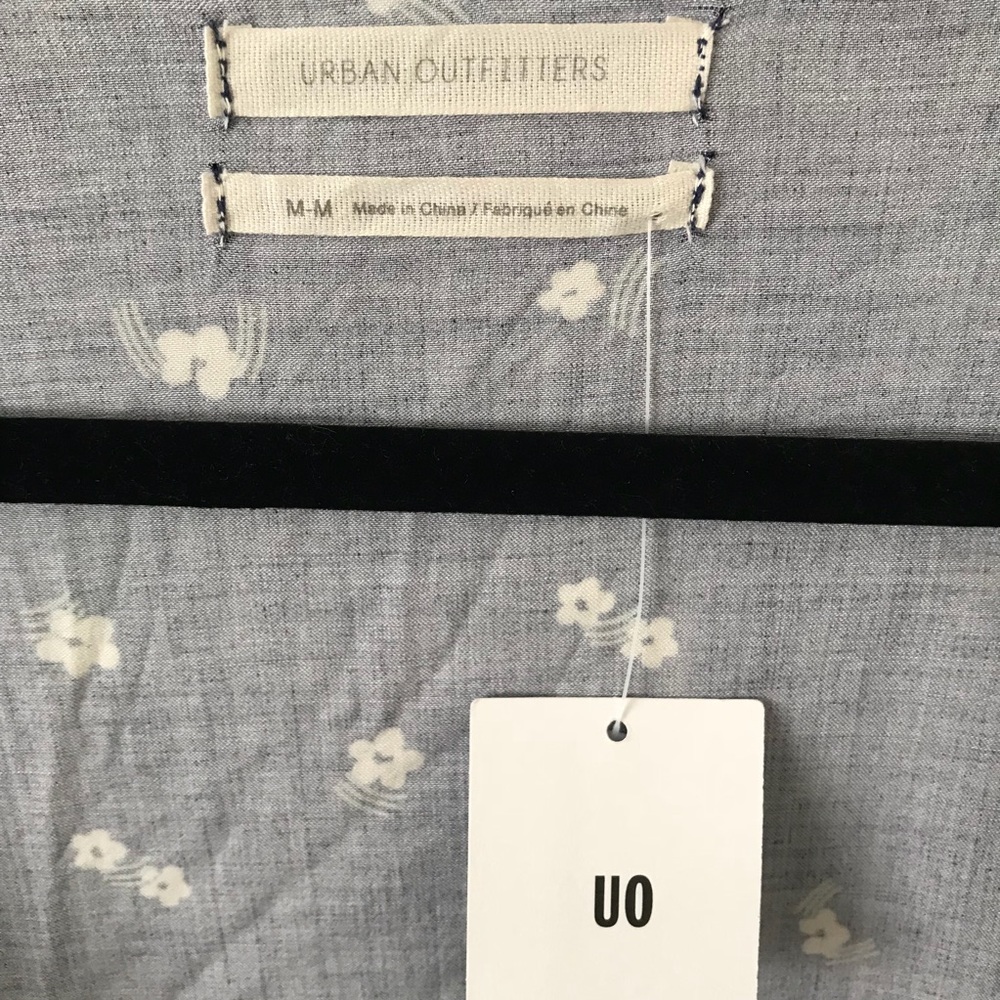 URBAN OUTFITTERS
M-M Made in China / Fabriqué en Chine
UO